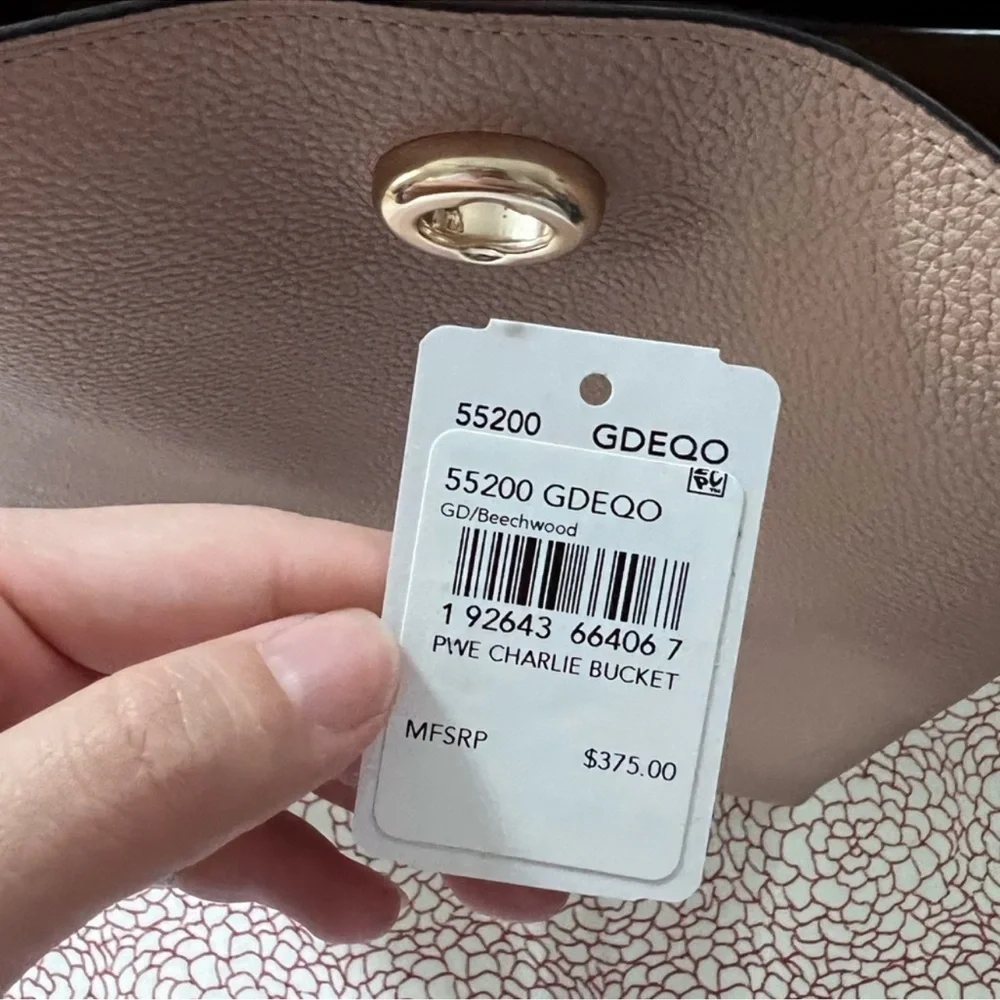 55200 GDEQO
55200 GDEQO
GD/Beechwood
1 92643 66406 7
PWE CHARLIE BUCKET
MFSRP $375.00